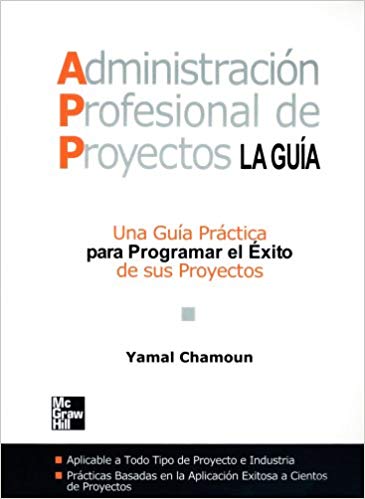 Administración
Profesional de
Proyectos LA GUÍA
Una Guía Práctica
para Programar el Éxito
de sus Proyectos
Yamal Chamoun
Mc
Graw
Hill
Aplicable a Todo Tipo de Proyecto e Industria
Prácticas Basadas en la Aplicación Exitosa a Cientos
de Proyectos